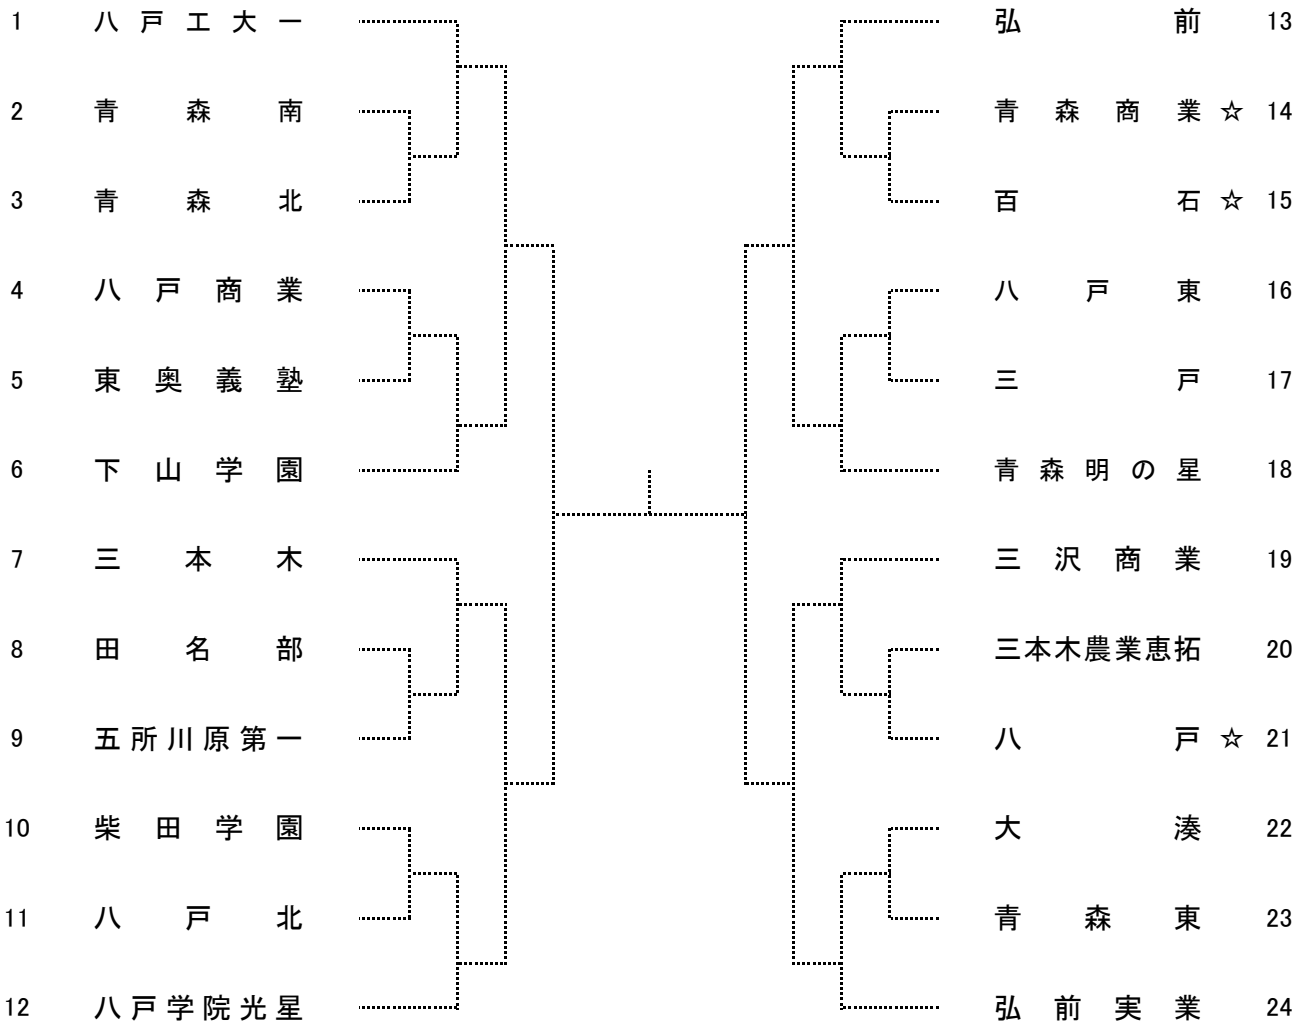 1 八戸工大一
2 青森南
3 青森北
4 八戸商業
5 東奥義塾
6 下山学園
7 三本木
8 田名部
9 五所川原第一
10 柴田学園
11 八戸北
12 八戸学院光星
弘前 13
青森商業 ☆ 14
百石 ☆ 15
八戸東 16
三戸 17
青森明の星 18
三沢商業 19
三本木農業恵拓 20
八戸 ☆ 21
大湊 22
青森東 23
弘前実業 24